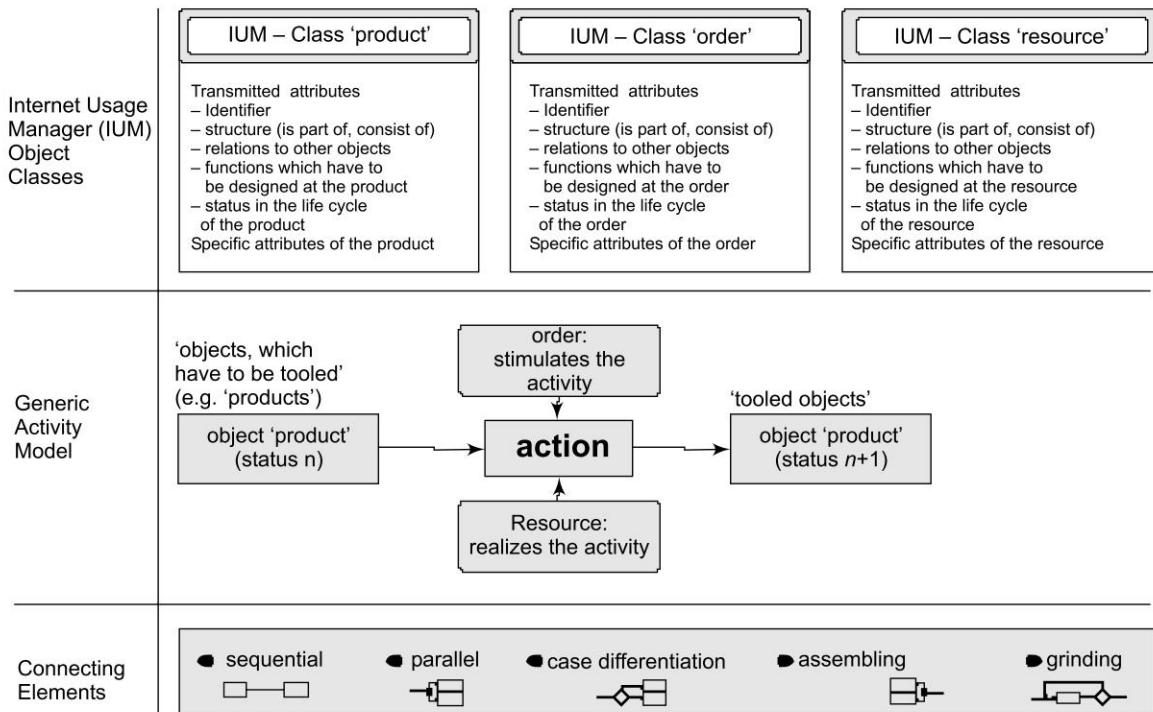 Internet Usage
Manager (IUM)
Object
Classes
IUM – Class ‘product’
Transmitted attributes
– Identifier
– structure (is part of, consist of)
– relations to other objects
– functions which have to
be designed at the product
– status in the life cycle
of the product
Specific attributes of the product
IUM – Class ‘order’
Transmitted attributes
– Identifier
– structure (is part of, consist of)
– relations to other objects
– functions which have to
be designed at the order
– status in the life cycle
of the order
Specific attributes of the order
IUM – Class ‘resource’
Transmitted attributes
– Identifier
– structure (is part of, consist of)
– relations to other objects
– functions which have to
be designed at the resource
– status in the life cycle
of the resource
Specific attributes of the resource
Generic
Activity
Model
‘objects, which
have to be tooled’
(e.g. ‘products’)
object ‘product’
(status n)
order:
stimulates the
activity
action
Resource:
realizes the activity
‘tooled objects’
object ‘product’
(status n+1)
Connecting
Elements
sequential
parallel
case differentiation
assembling
grinding